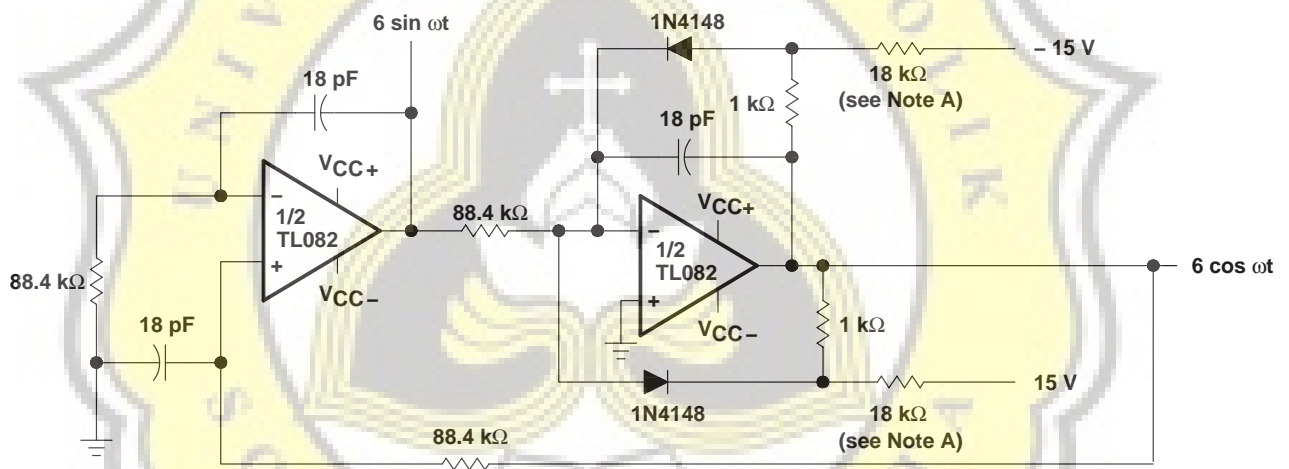 6 sin ωt
1N4148
– 15 V
18 kΩ
(see Note A)
18 pF
1 kΩ
18 pF
VCC+
–
1/2
TL082
+
VCC–
88.4 kΩ
88.4 kΩ
18 pF
VCC+
–
1/2
TL082
+
VCC–
6 cos ωt
1 kΩ
1N4148
15 V
18 kΩ
(see Note A)
88.4 kΩ